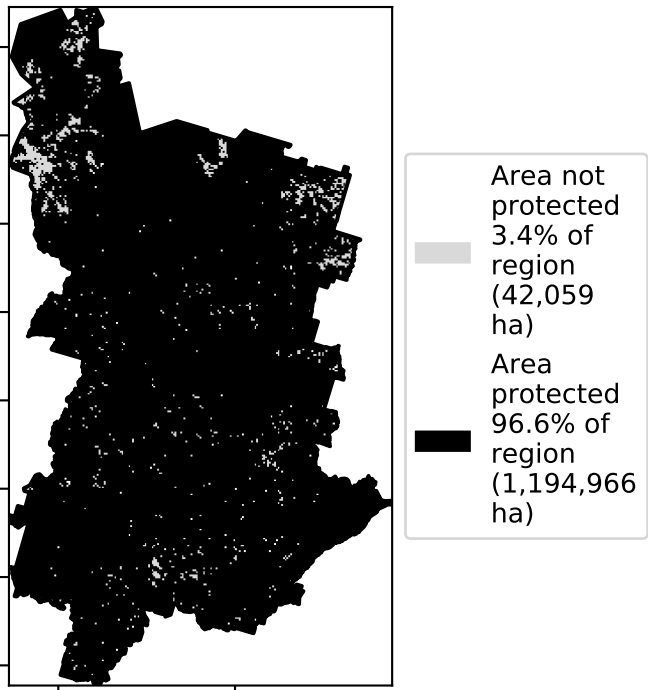 Area not
protected
3.4% of
region
(42,059
ha)
Area
protected
96.6% of
region
(1,194,966
ha)